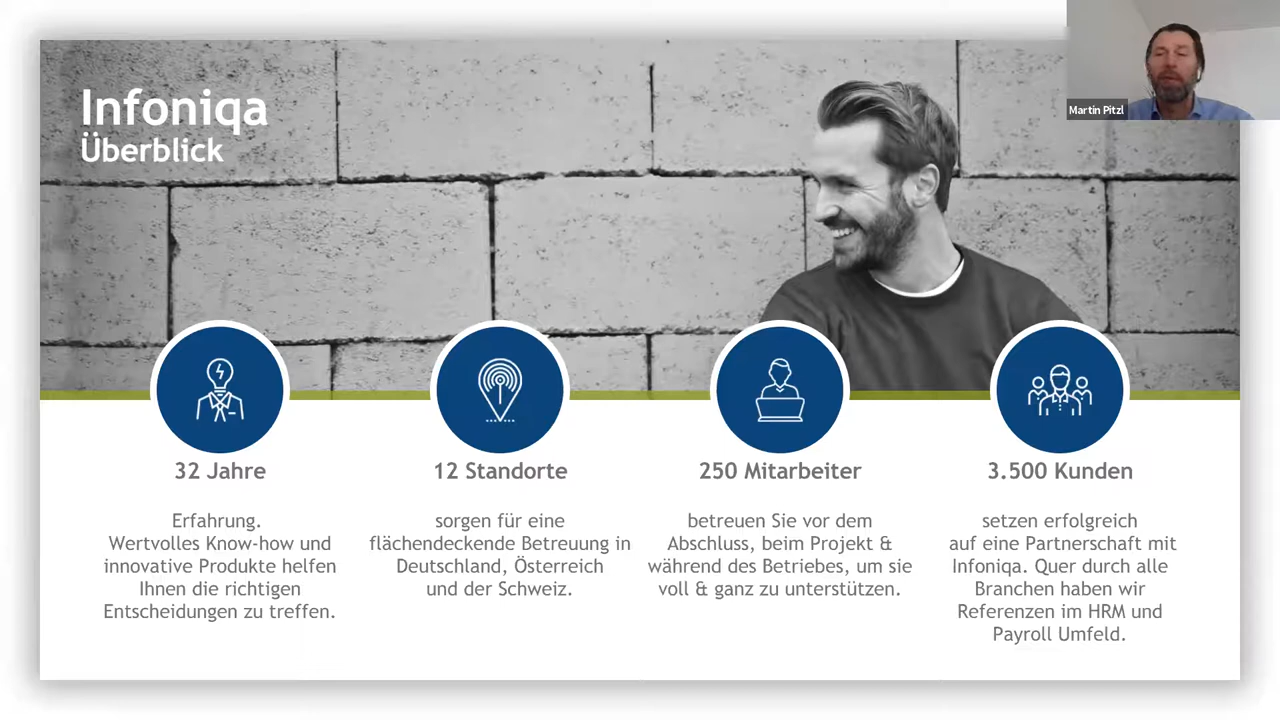 Infoniqa
Überblick
Martin Pitzl
32 Jahre
Erfahrung.
Wertvolles Know-how und
innovative Produkte helfen
Ihnen die richtigen
Entscheidungen zu treffen.
12 Standorte
sorgen für eine
flächendeckende Betreuung in
Deutschland, Österreich
und der Schweiz.
250 Mitarbeiter
betreuen Sie vor dem
Abschluss, beim Projekt &
während des Betriebes, um sie
voll & ganz zu unterstützen.
3.500 Kunden
setzen erfolgreich
auf eine Partnerschaft mit
Infoniqa. Quer durch alle
Branchen haben wir
Referenzen im HRM und
Payroll Umfeld.